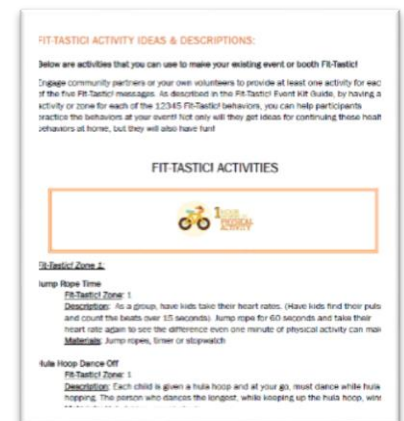 FIT-TASTIC! ACTIVITY IDEAS & DESCRIPTIONS:
Below are activities that you can use to make your existing event or booth Fit-Tastic!
Engage community partners or your own volunteers to provide at least one activity for eac
of the five Fit-Tastic! messages. As described in the Fit-Tastic! Event Kit Guide, by having a
activity or zone for each of the 12345 Fit-Tastic! behaviors, you can help participants
practice the behaviors at your event! Not only will they get ideas for continuing these healt
behaviors at home, but they will also have fun!
FIT-TASTIC! ACTIVITIES
1 HOUR
PHYSICAL
ACTIVITY
Fit-Tastic! Zone 1:
Jump Rope Time
Fit-Tastic! Zone: 1
Description: As a group, have kids take their heart rates. (Have kids find their puls
and count the beats over 15 seconds). Jump rope for 60 seconds and take their
heart rate again to see the difference even one minute of physical activity can mak
Materials: Jump ropes, timer or stopwatch
Hula Hoop Dance Off
Fit-Tastic! Zone: 1
Description: Each child is given a hula hoop and at your go, must dance while hula
hopping. The person who dances the longest, while keeping up the hula hoop, wins